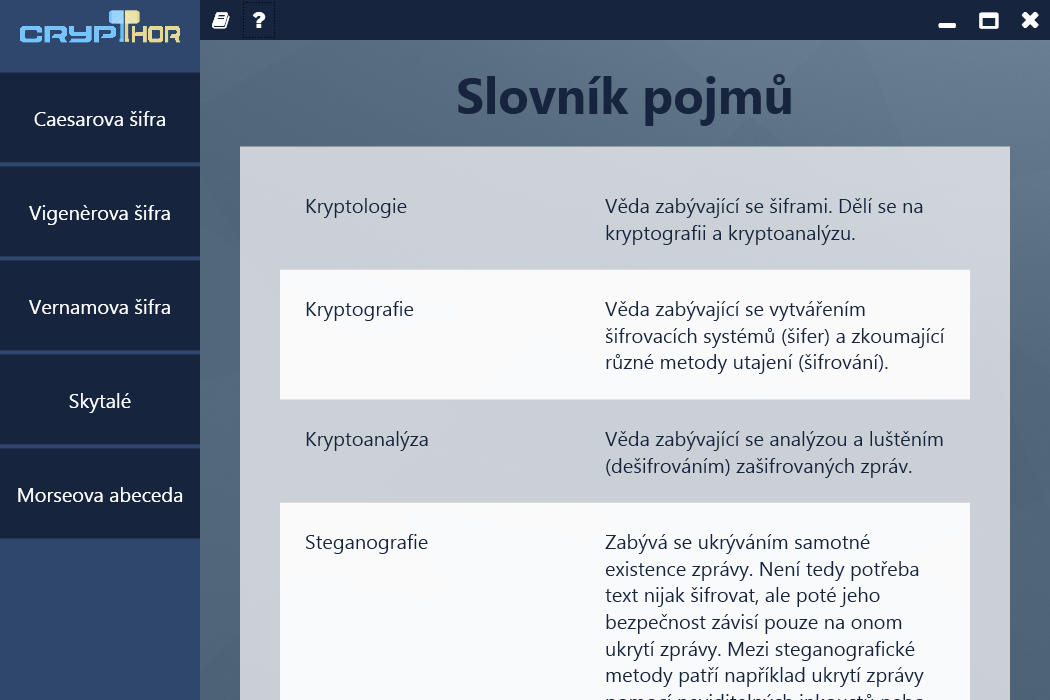 CRYPTHOR
?
Caesarova šifra
Vigenèrova šifra
Vernamova šifra
Skytalé
Morseova abeceda
Slovník pojmů
Kryptologie
Věda zabývající se šiframi. Dělí se na
kryptografii a kryptoanalýzu.
Kryptografie
Věda zabývající se vytvářením
šifrovacích systémů (šifer) a zkoumající
různé metody utajení (šifrování).
Kryptoanalýza
Věda zabývající se analýzou a luštěním
(dešifrováním) zašifrovaných zpráv.
Steganografie
Zabývá se ukrýváním samotné
existence zprávy. Není tedy potřeba
text nijak šifrovat, ale poté jeho
bezpečnost závisí pouze na onom
ukrytí zprávy. Mezi steganografické
metody patří například ukrytí zprávy